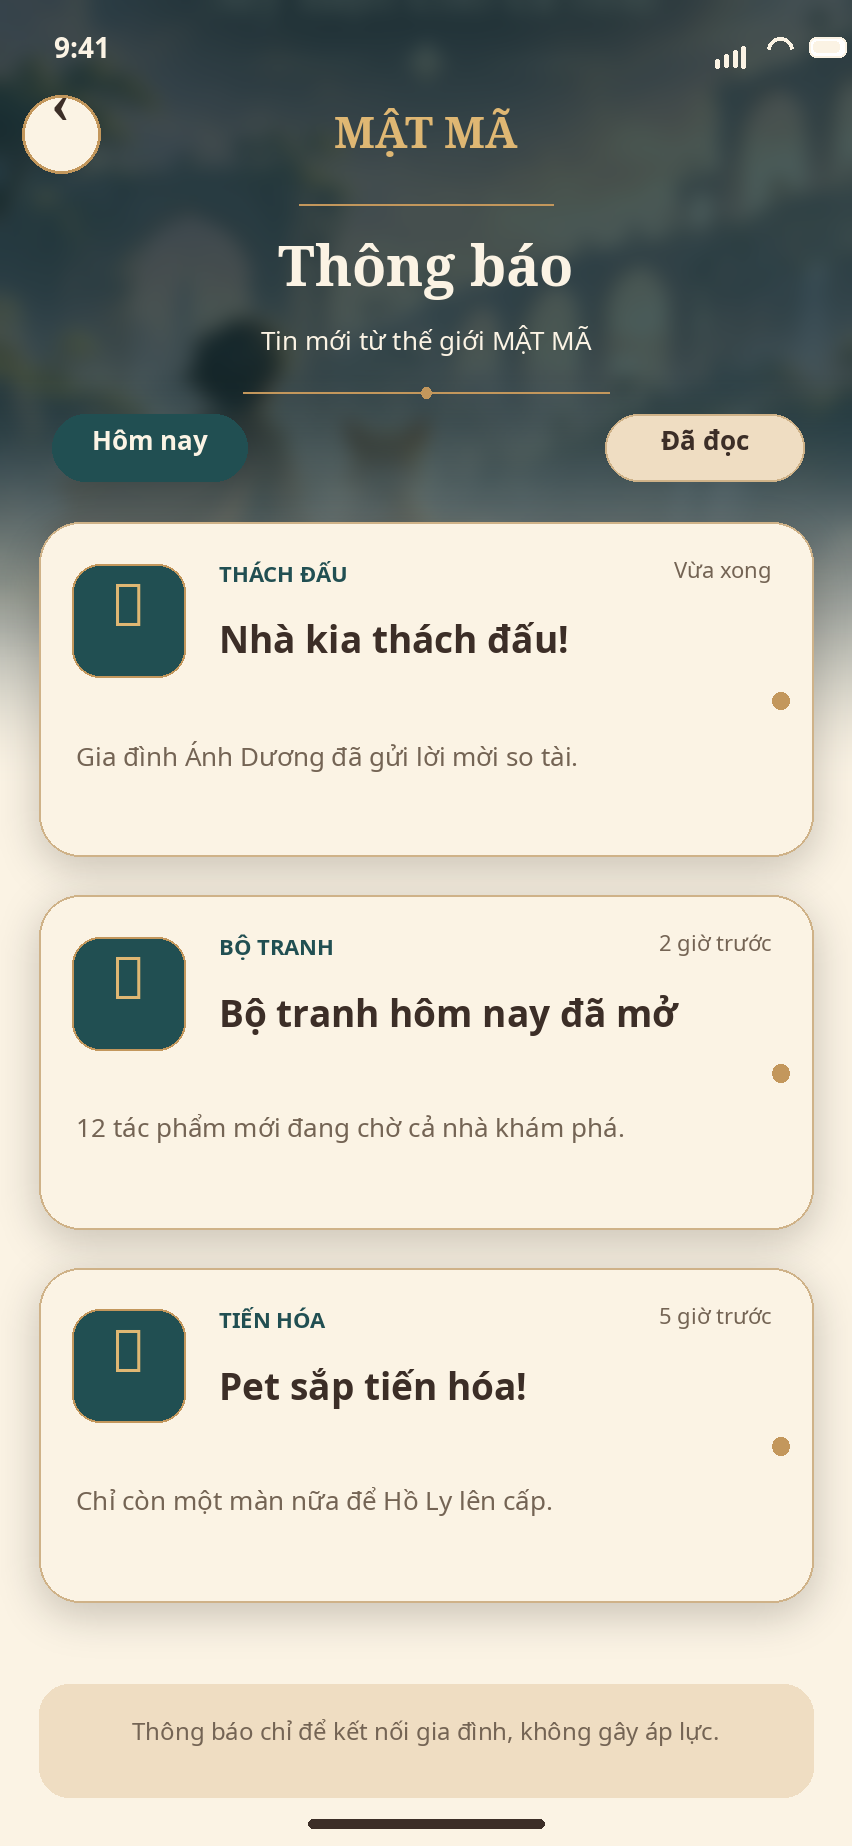 9:41
‹
MẬT MÃ
Thông báo
Tin mới từ thế giới MẬT MÃ
Hôm nay
Đã đọc
THÁCH ĐẤU
Vừa xong
Nhà kia thách đấu!
Gia đình Ánh Dương đã gửi lời mời so tài.
BỘ TRANH
2 giờ trước
Bộ tranh hôm nay đã mở
12 tác phẩm mới đang chờ cả nhà khám phá.
TIẾN HÓA
5 giờ trước
Pet sắp tiến hóa!
Chỉ còn một màn nữa để Hồ Ly lên cấp.
Thông báo chỉ để kết nối gia đình, không gây áp lực.